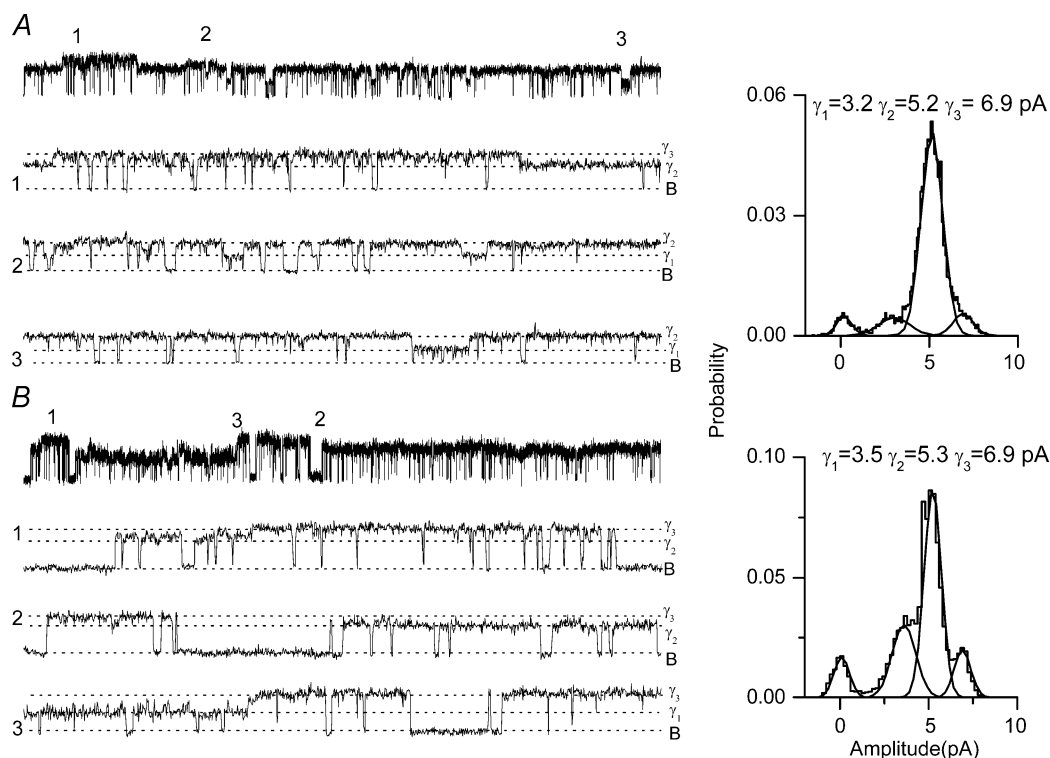 A
1 2 3
γ3
γ2
1 B
γ2
γ1
2 B
γ2
γ1
3 B
B
1 3 2
1 γ3
γ2
B
2 γ3
γ2
B
γ3
γ1
3 B
Probability
0.06
γ1=3.2 γ2=5.2 γ3= 6.9 pA
0.03
0.00
0 5 10
0.10
γ1=3.5 γ2=5.3 γ3=6.9 pA
0.05
0.00
0 5 10
Amplitude(pA)